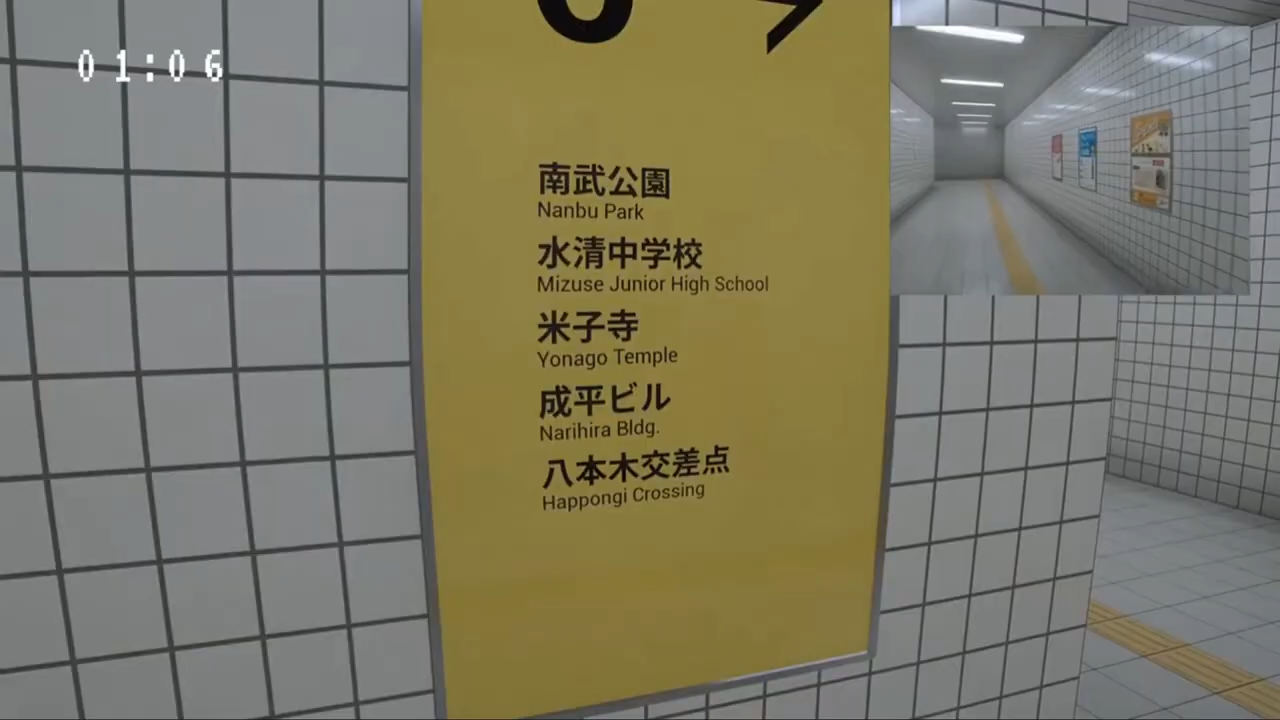 01:06
南武公園
Nanbu Park
水清中学校
Mizuse Junior High School
米子寺
Yonago Temple
成平ビル
Narihira Bldg.
八本木交差点
Happongi Crossing